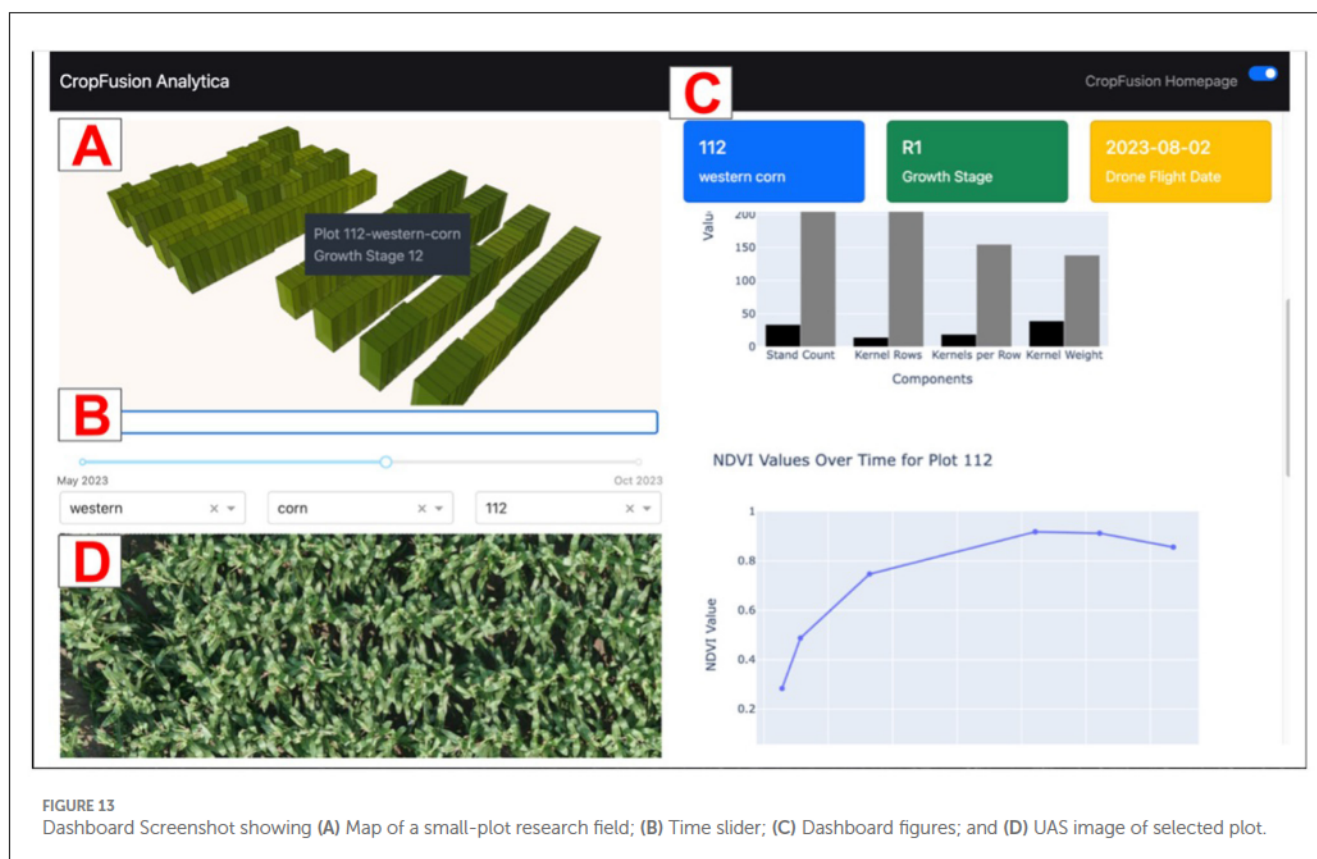 CropFusion Analytica
CropFusion Homepage
A
Plot 112-western-corn
Growth Stage 12
B
May 2023
Oct 2023
western
corn
112
D
C
112
western corn
R1
Growth Stage
2023-08-02
Drone Flight Date
200
150
100
50
0
Stand Count
Kernel Rows
Kernels per Row
Kernel Weight
Components
NDVI Values Over Time for Plot 112
1
0.8
0.6
0.4
0.2
NDVI Value
FIGURE 13
Dashboard Screenshot showing (A) Map of a small-plot research field; (B) Time slider; (C) Dashboard figures; and (D) UAS image of selected plot.